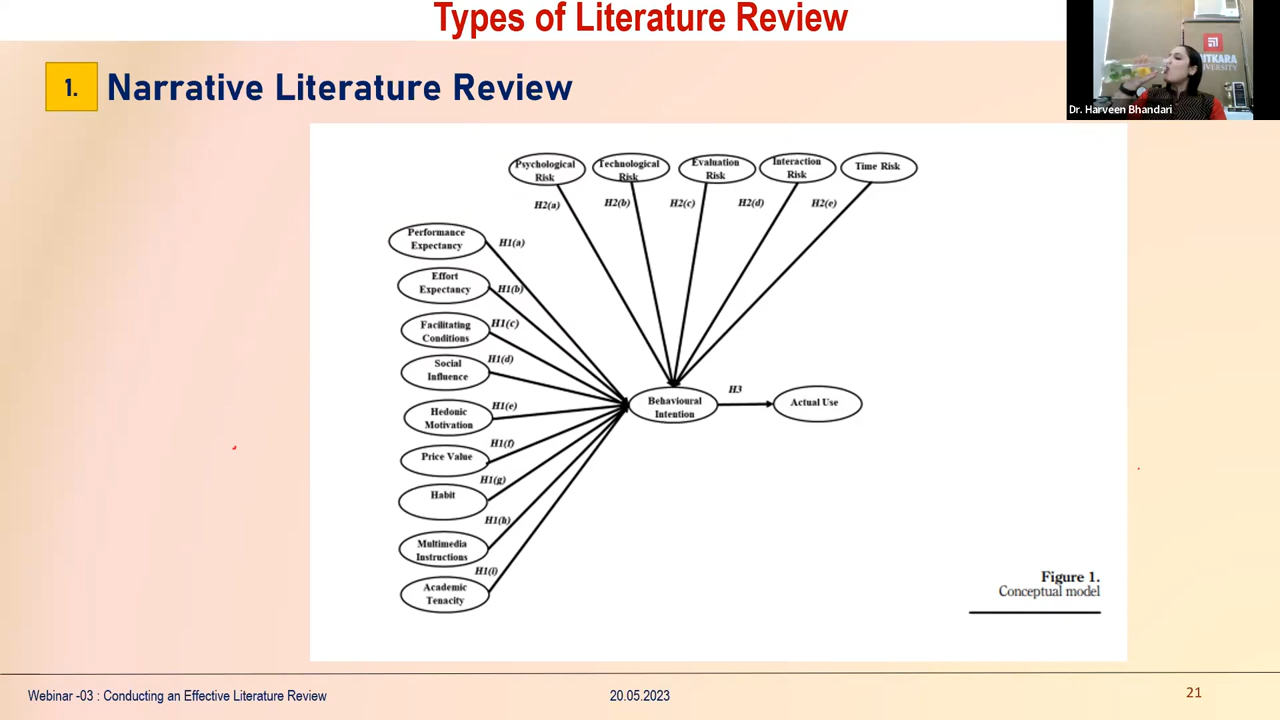 Types of Literature Review
1.
Narrative Literature Review
UNIVERSITY
Dr. Harveen Bhandari
Psychological
Risk
Technological
Risk
Evaluation
Risk
Interaction
Risk
Time Risk
H2(a)
H2(b)
H2(c)
H2(d)
H2(e)
Performance
Expectancy
H1(a)
Effort
Expectancy
H1(b)
Facilitating
Conditions
H1(c)
Social
Influence
H1(d)
Hedonic
Motivation
H1(e)
Price Value
H1(f)
Habit
H1(g)
Multimedia
Instructions
H1(h)
Academic
Tenacity
H1(i)
Behavioural
Intention
H3
Actual Use
Figure 1.
Conceptual model
Webinar -03 : Conducting an Effective Literature Review
20.05.2023
21